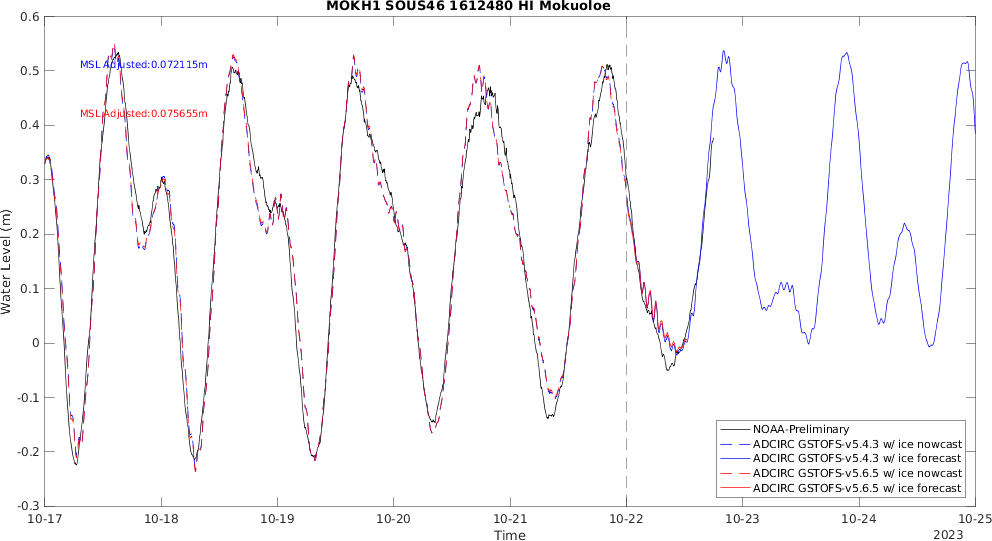 MOKH1 SOUS46 1612480 HI Mokuoloe
0.6
0.5
0.4
0.3
0.2
0.1
0
-0.1
-0.2
-0.3
Water Level (m)
MSL Adjusted:0.072115m
MSL Adjusted:0.075655m
NOAA-Preliminary
ADCIRC GSTOFS-v5.4.3 w/ ice nowcast
ADCIRC GSTOFS-v5.4.3 w/ ice forecast
ADCIRC GSTOFS-v5.6.5 w/ ice nowcast
ADCIRC GSTOFS-v5.6.5 w/ ice forecast
10-17 10-18 10-19 10-20 10-21 10-22 10-23 10-24 10-25
Time
2023